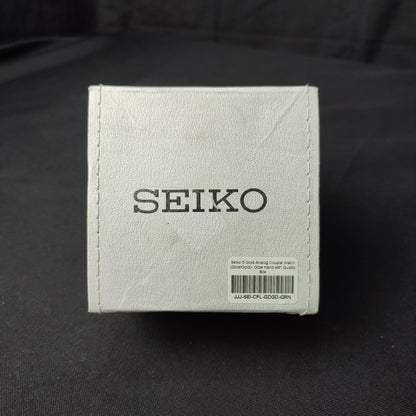 SEIKO
Seiko 5 Gold Analog Couple Watch
(Gold/Gold)- Glow Hand with Quality
Box
JJJ-SEI-CPL-GDGD-GRN